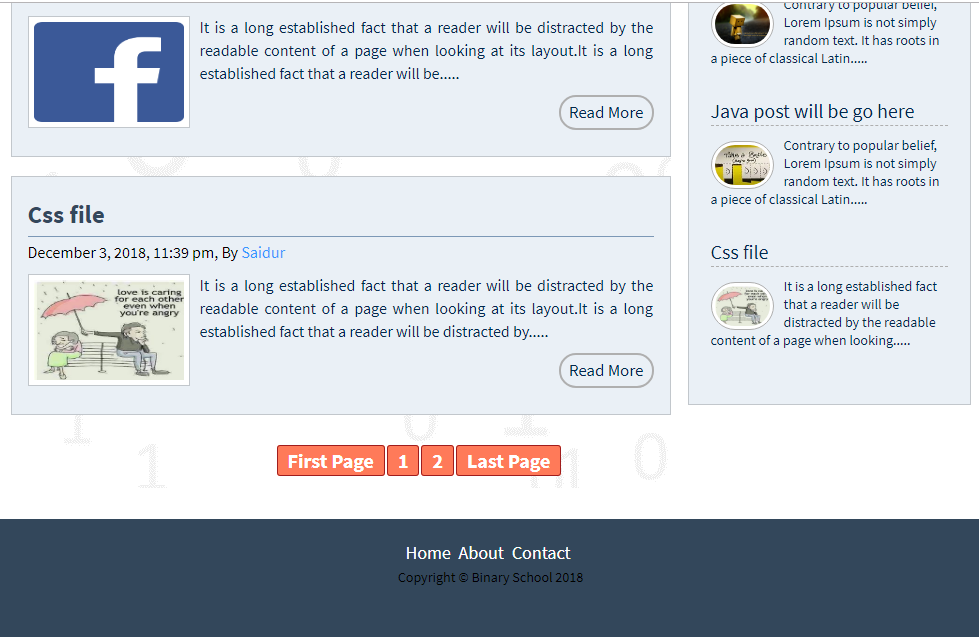 It is a long established fact that a reader will be distracted by the
readable content of a page when looking at its layout.It is a long
established fact that a reader will be.....
Read More
Css file
December 3, 2018, 11:39 pm, By Saidur
love is caring
for each other
even when
you're angry
It is a long established fact that a reader will be distracted by the
readable content of a page when looking at its layout.It is a long
established fact that a reader will be distracted by.....
Read More
First Page 1 2 Last Page
Contrary to popular belief,
Lorem Ipsum is not simply
random text. It has roots in
a piece of classical Latin.....
Java post will be go here
Contrary to popular belief,
Lorem Ipsum is not simply
random text. It has roots in
a piece of classical Latin.....
Css file
It is a long established fact
that a reader will be
distracted by the readable
content of a page when looking.....
Home About Contact
Copyright © Binary School 2018